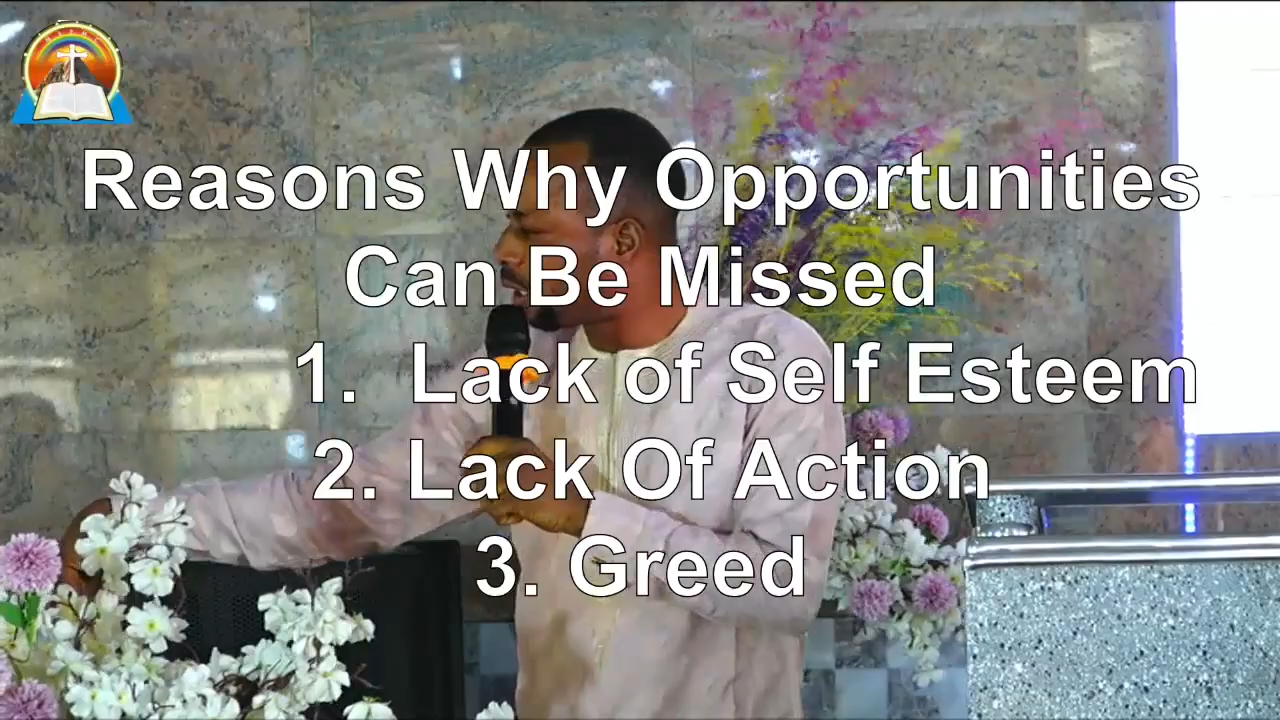 Reasons Why Opportunities
Can Be Missed
1. Lack of Self Esteem
2. Lack Of Action
3. Greed